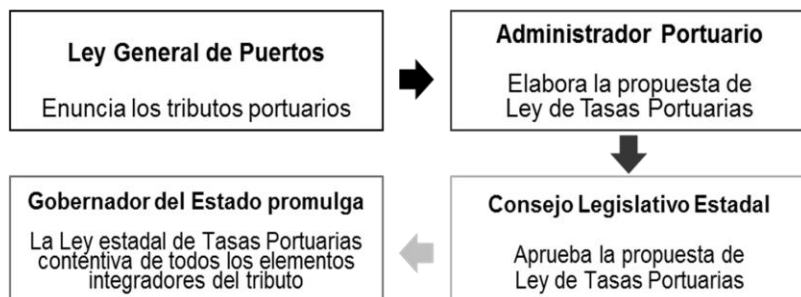 Ley General de Puertos
Enuncia los tributos portuarios
Administrador Portuario
Elabora la propuesta de
Ley de Tasas Portuarias
Consejo Legislativo Estadal
Aprueba la propuesta de
Ley de Tasas Portuarias
Gobernador del Estado promulga
La Ley estadal de Tasas Portuarias
contentiva de todos los elementos
integradores del tributo